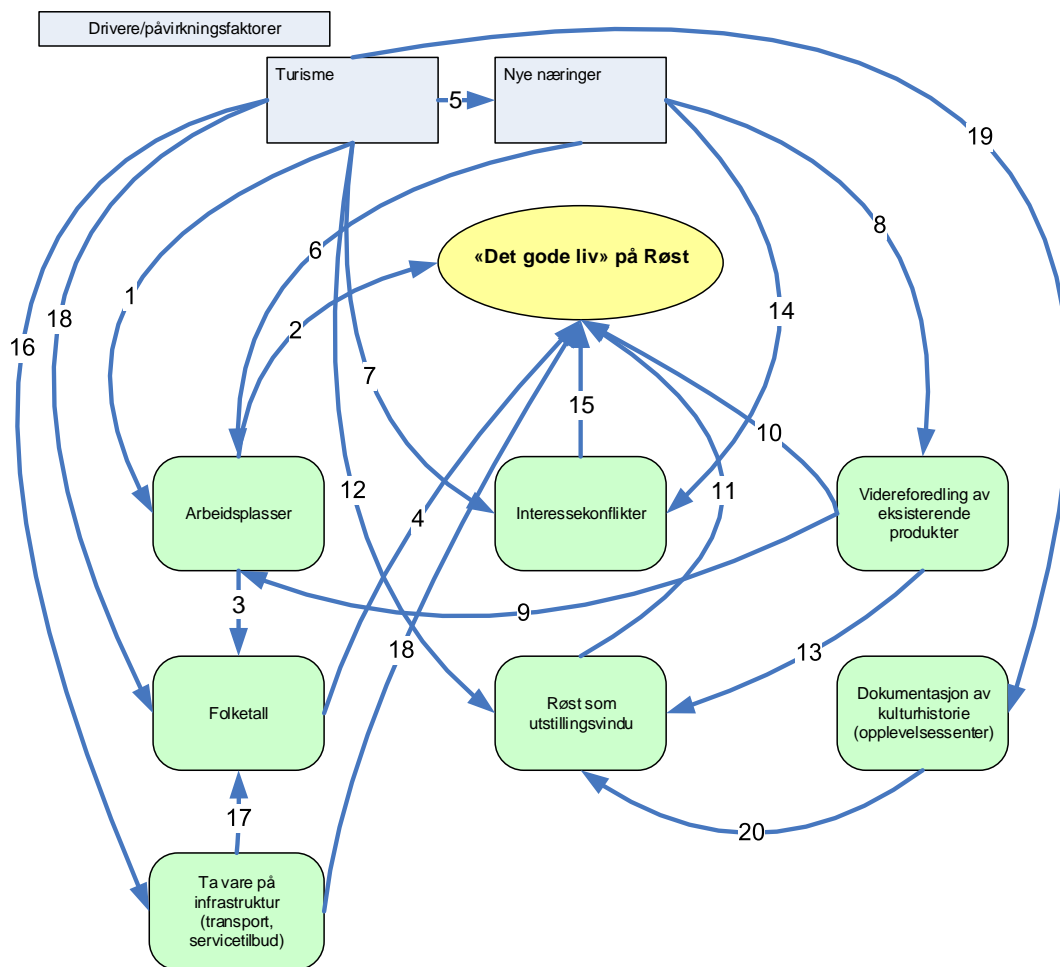 Drivere/påvirkningsfaktorer
Turisme
Nye næringer
5
19
8
6
«Det gode liv» på Røst
1
18
14
2
16
7
15
10
12
11
4
Arbeidsplasser
Interessekonflikter
Videreforedling av
eksisterende
produkter
3
9
18
13
Folketall
Røst som
utstillingsvindu
Dokumentasjon av
kulturhistorie
(opplevelsessenter)
17
20
Ta vare på
infrastruktur
(transport,
servicetilbud)